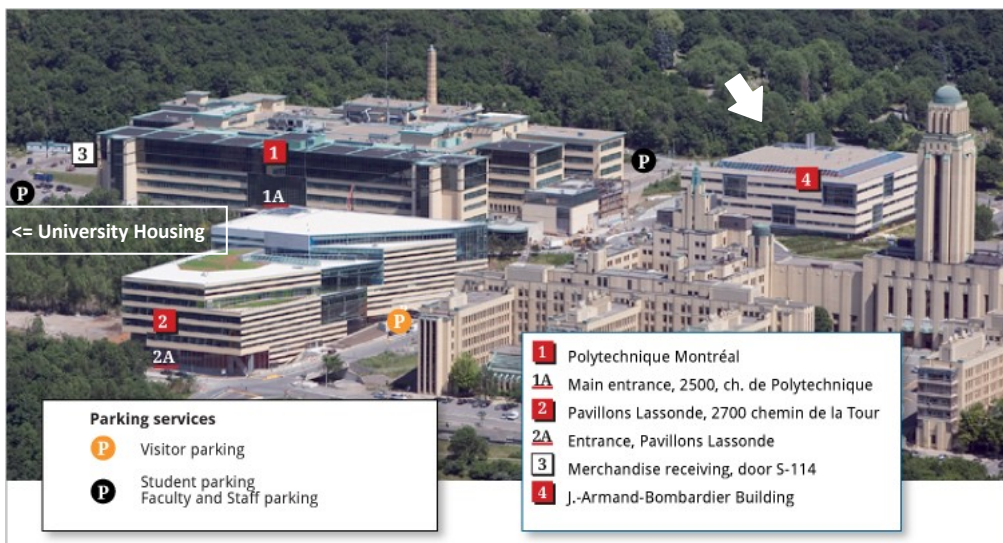 3
1
P
1A
P
4
<= University Housing
2
P
2A
Parking services
P Visitor parking
P Student parking
Faculty and Staff parking
1 Polytechnique Montréal
1A Main entrance, 2500, ch. de Polytechnique
2 Pavillons Lassonde, 2700 chemin de la Tour
2A Entrance, Pavillons Lassonde
3 Merchandise receiving, door S-114
4 J.-Armand-Bombardier Building